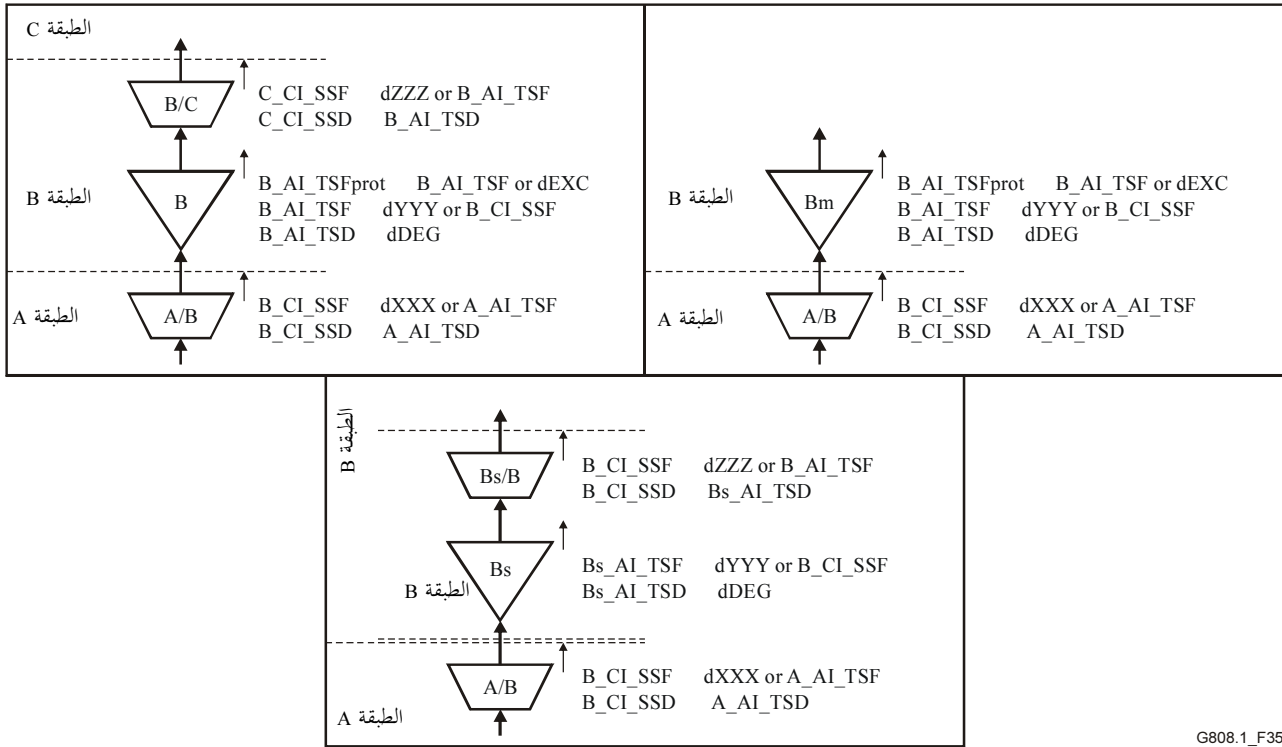 الطبقة C
B/C
C_CI_SSF dZZZ or B_AI_TSF
C_CI_SSD B_AI_TSD
الطبقة B
B
B_AI_TSFprot B_AI_TSF or dEXC
B_AI_TSF dYYY or B_CI_SSF
B_AI_TSD dDEG
الطبقة A
A/B
B_CI_SSF dXXX or A_AI_TSF
B_CI_SSD A_AI_TSD
الطبقة B
Bm
B_AI_TSFprot B_AI_TSF or dEXC
B_AI_TSF dYYY or B_CI_SSF
B_AI_TSD dDEG
الطبقة A
A/B
B_CI_SSF dXXX or A_AI_TSF
B_CI_SSD A_AI_TSD
الطبقة B
Bs/B
B_CI_SSF dZZZ or B_AI_TSF
B_CI_SSD Bs_AI_TSD
الطبقة B
Bs
Bs_AI_TSF dYYY or B_CI_SSF
Bs_AI_TSD dDEG
الطبقة A
A/B
B_CI_SSF dXXX or A_AI_TSF
B_CI_SSD A_AI_TSD
G808.1_F35